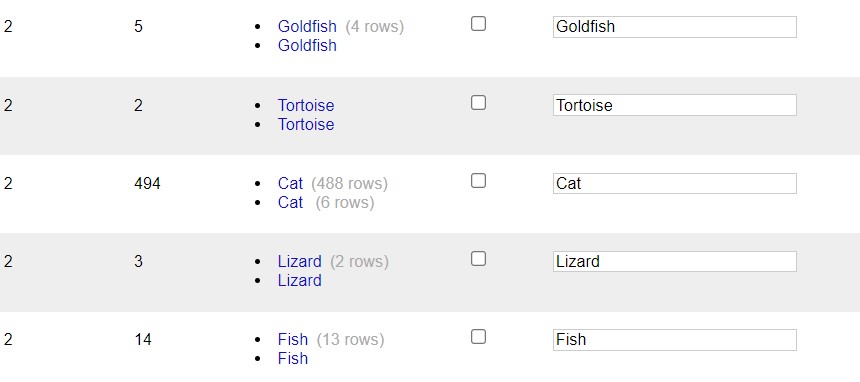 2 5 • Goldfish (4 rows) Goldfish
• Goldfish
2 2 • Tortoise Tortoise
• Tortoise
2 494 • Cat (488 rows) Cat
• Cat (6 rows)
2 3 • Lizard (2 rows) Lizard
• Lizard
2 14 • Fish (13 rows) Fish
• Fish